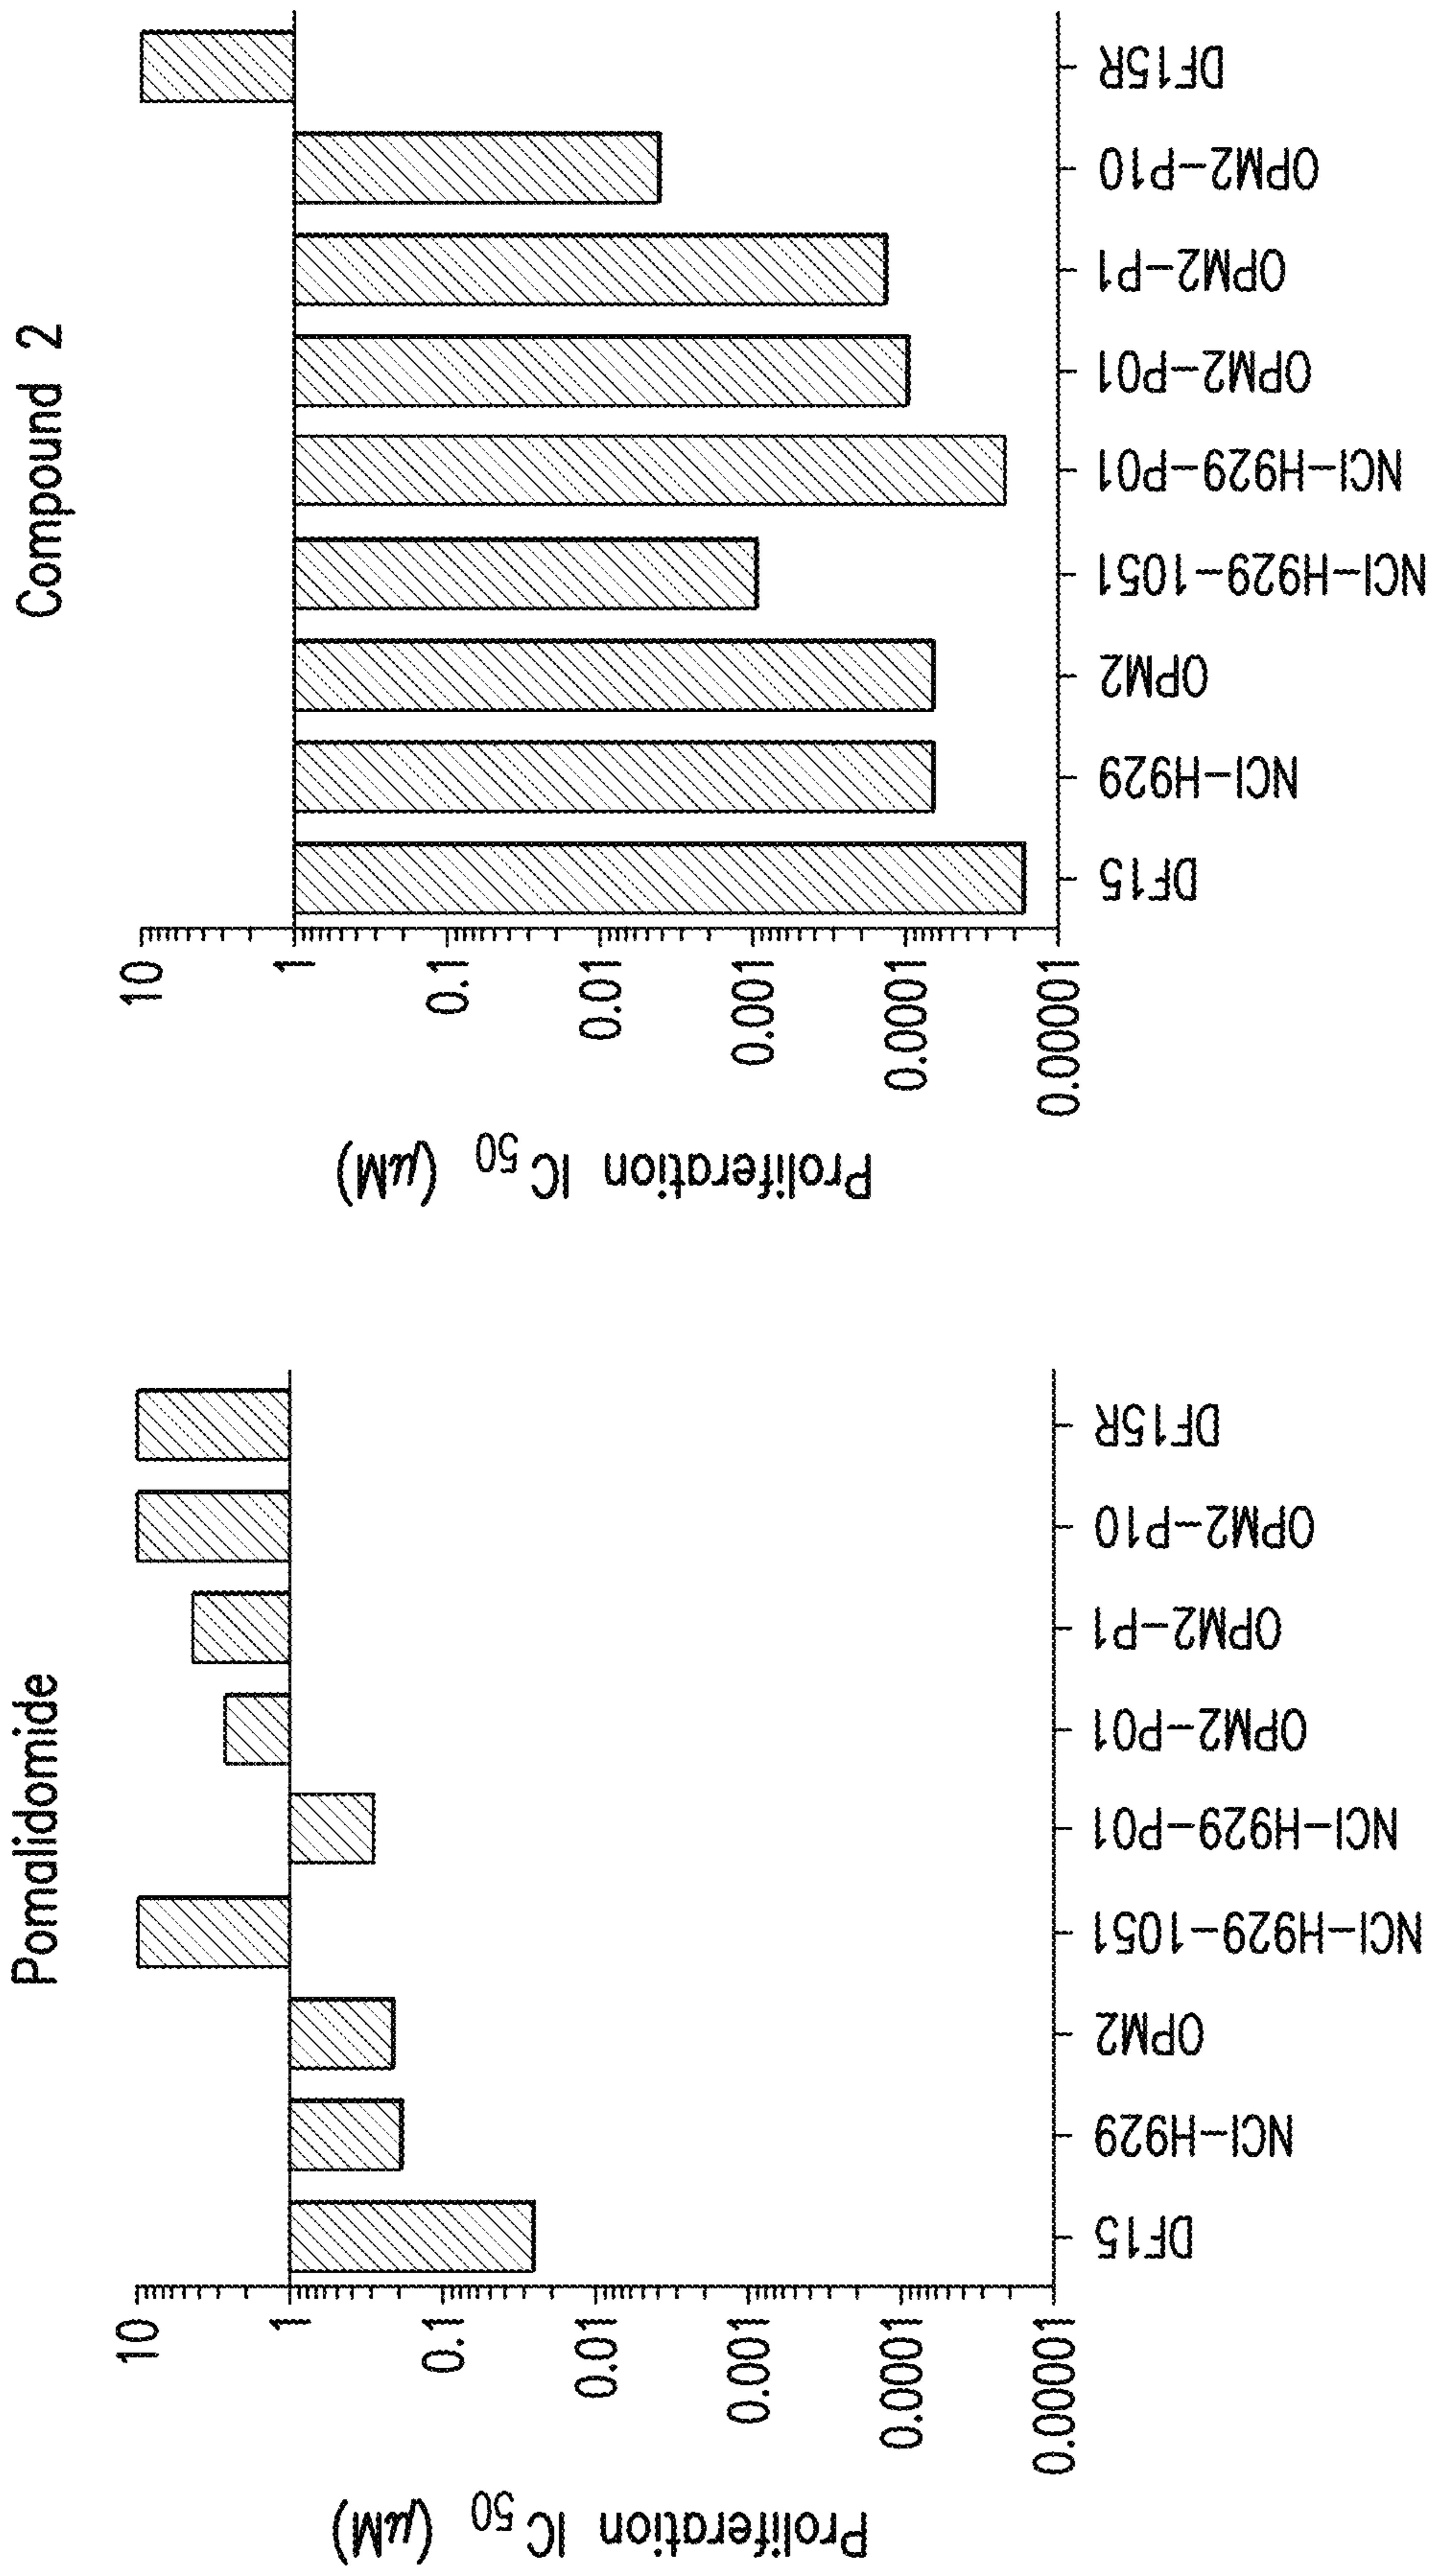 Pomalidomide
Proliferation IC50 (μM)
10
1
0.1
0.01
0.001
0.0001
0.00001
DF15
NCI-H929
OPM2
NCI-H929-1051
NCI-H929-P01
OPM2-P01
OPM2-P1
OPM2-P10
DF15R
Compound 2
Proliferation IC50 (μM)
10
1
0.1
0.01
0.001
0.0001
0.00001
DF15
NCI-H929
OPM2
NCI-H929-1051
NCI-H929-P01
OPM2-P01
OPM2-P1
OPM2-P10
DF15R